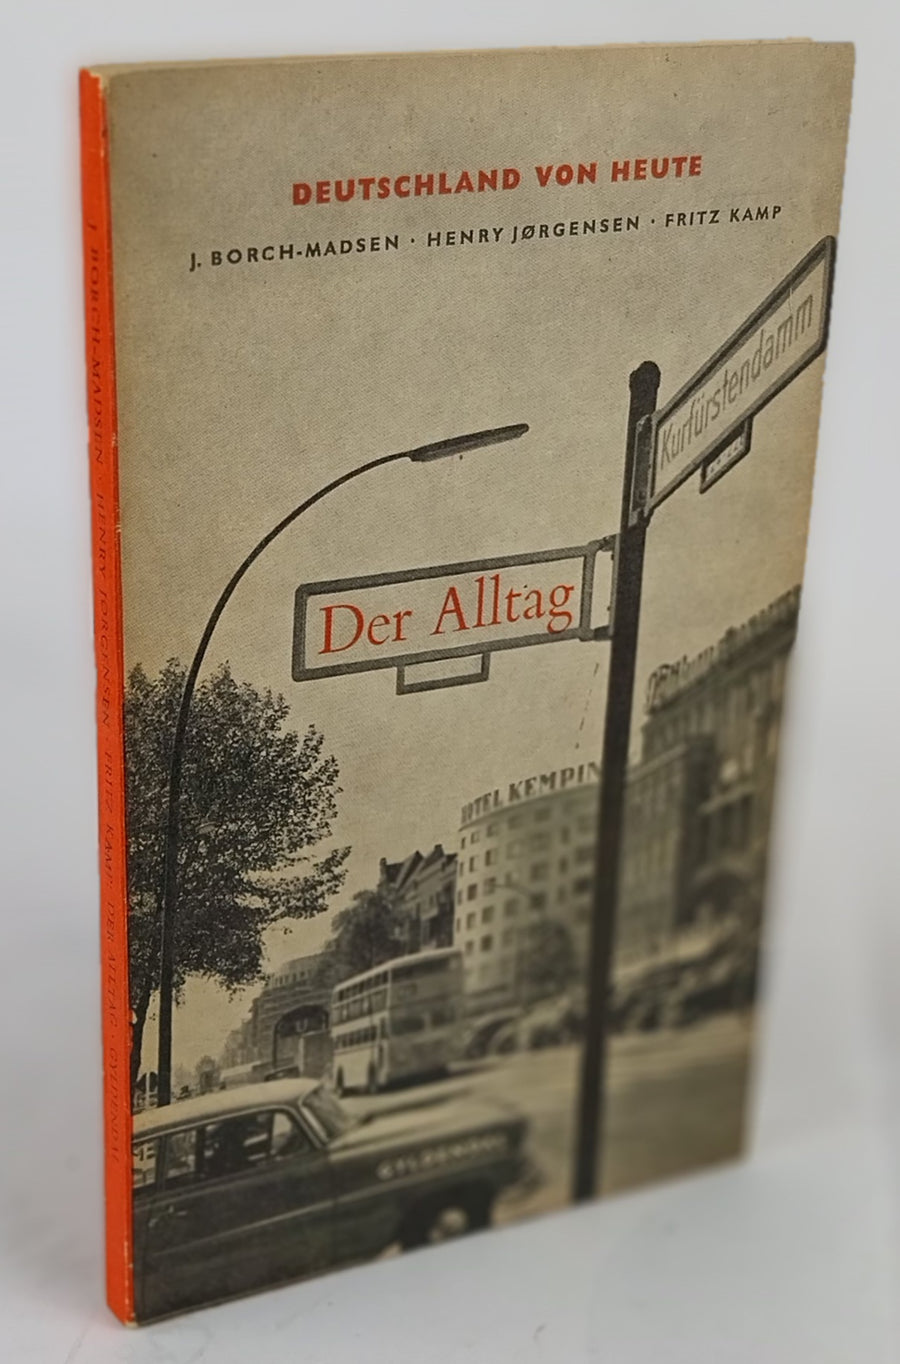 DEUTSCHLAND VON HEUTE
J. BORCH-MADSEN · HENRY JØRGENSEN · FRITZ KAMP
Kurfürstendamm
Der Alltag
HOTEL KEMPIN
GYLDENDAL
J. BORCH-MADSEN · HENRY JØRGENSEN · FRITZ KAMP: DER ALLTAG · GYLDENDAL